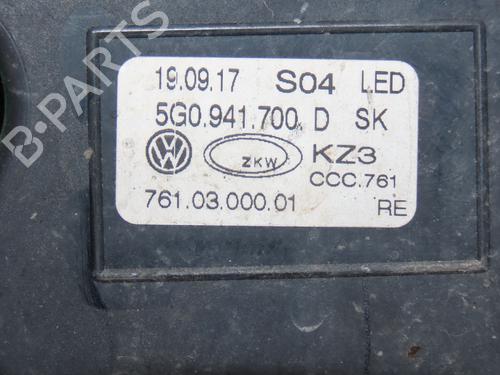 B-PARTS
19.09.17 S04 LED
5G0.941.700 D SK
VW ZKW KZ3
CCC.761
761.03.000.01 RE